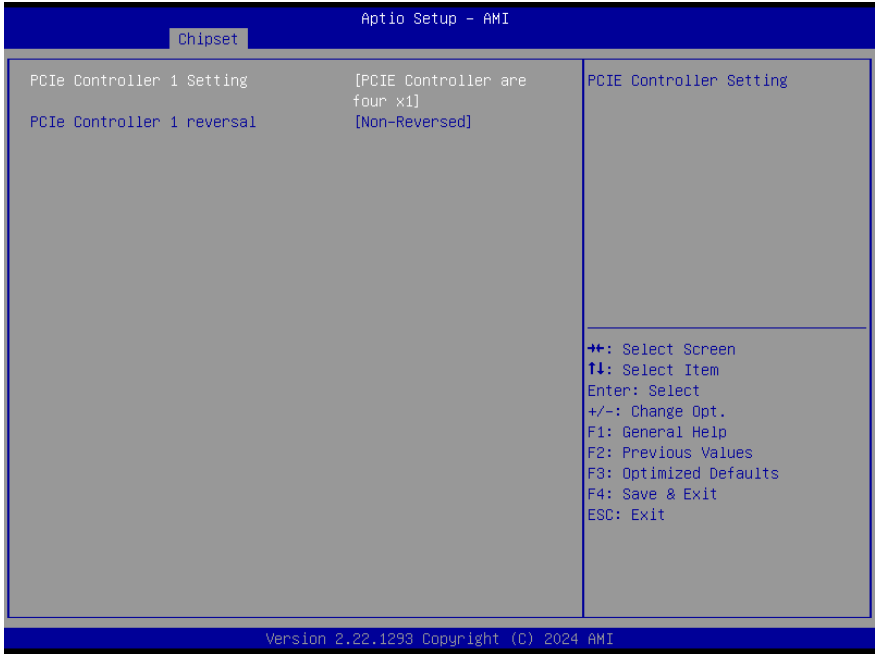 Aptio Setup – AMI
Chipset
PCIe Controller 1 Setting [PCIE Controller are four x1]
PCIe Controller 1 reversal [Non-Reversed]
PCIE Controller Setting
→←: Select Screen
↑↓: Select Item
Enter: Select
+/-: Change Opt.
F1: General Help
F2: Previous Values
F3: Optimized Defaults
F4: Save & Exit
ESC: Exit
Version 2.22.1293 Copyright (C) 2024 AMI